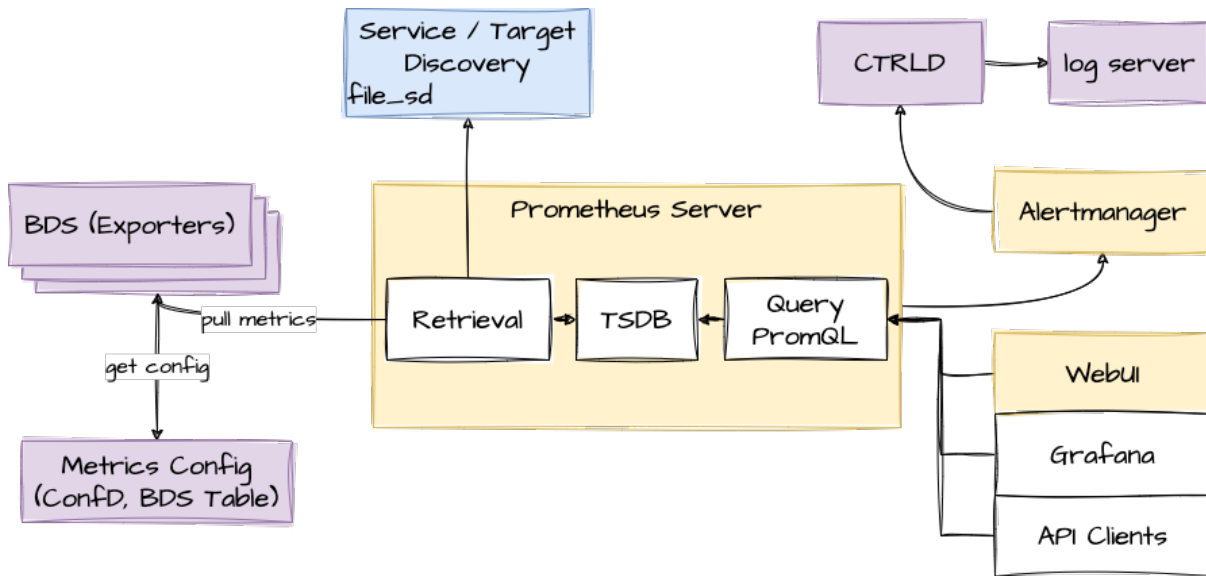 Service / Target
Discovery
file_sd
CTRLD
log server
BDS (Exporters)
Prometheus Server
Alertmanager
pull metrics
Retrieval
TSDB
Query
PromQL
get config
WebUI
Metrics Config
(ConfD, BDS Table)
Grafana
API Clients